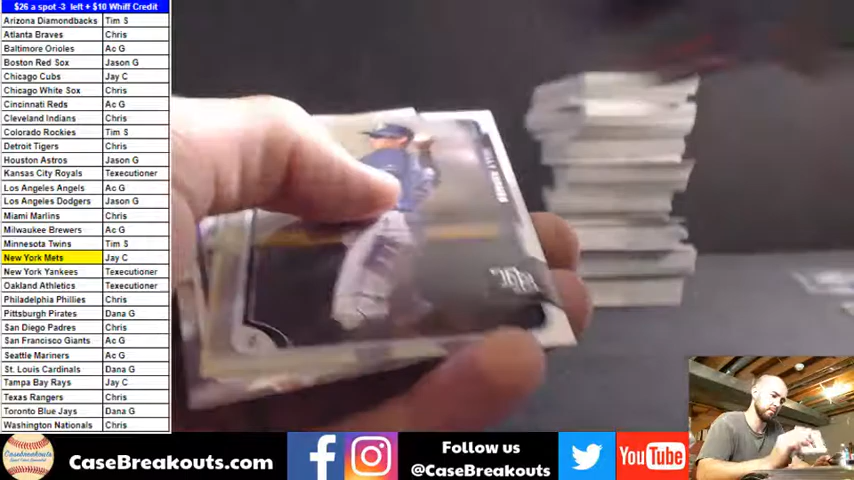 $26 a spot -3 left + $10 Whiff Credit
Arizona Diamondbacks Tim S
Atlanta Braves Chris
Baltimore Orioles Ac G
Boston Red Sox Jason G
Chicago Cubs Jay C
Chicago White Sox Chris
Cincinnati Reds Ac G
Cleveland Indians Chris
Colorado Rockies Tim S
Detroit Tigers Chris
Houston Astros Jason G
Kansas City Royals Texecutioner
Los Angeles Angels Ac G
Los Angeles Dodgers Jason G
Miami Marlins Chris
Milwaukee Brewers Ac G
Minnesota Twins Tim S
New York Mets Jay C
New York Yankees Texecutioner
Oakland Athletics Texecutioner
Philadelphia Phillies Chris
Pittsburgh Pirates Dana G
San Diego Padres Chris
San Francisco Giants Ac G
Seattle Mariners Ac G
St. Louis Cardinals Dana G
Tampa Bay Rays Jay C
Texas Rangers Chris
Toronto Blue Jays Dana G
Washington Nationals Chris
CaseBreakouts.com
Follow us
@CaseBreakouts
YouTube